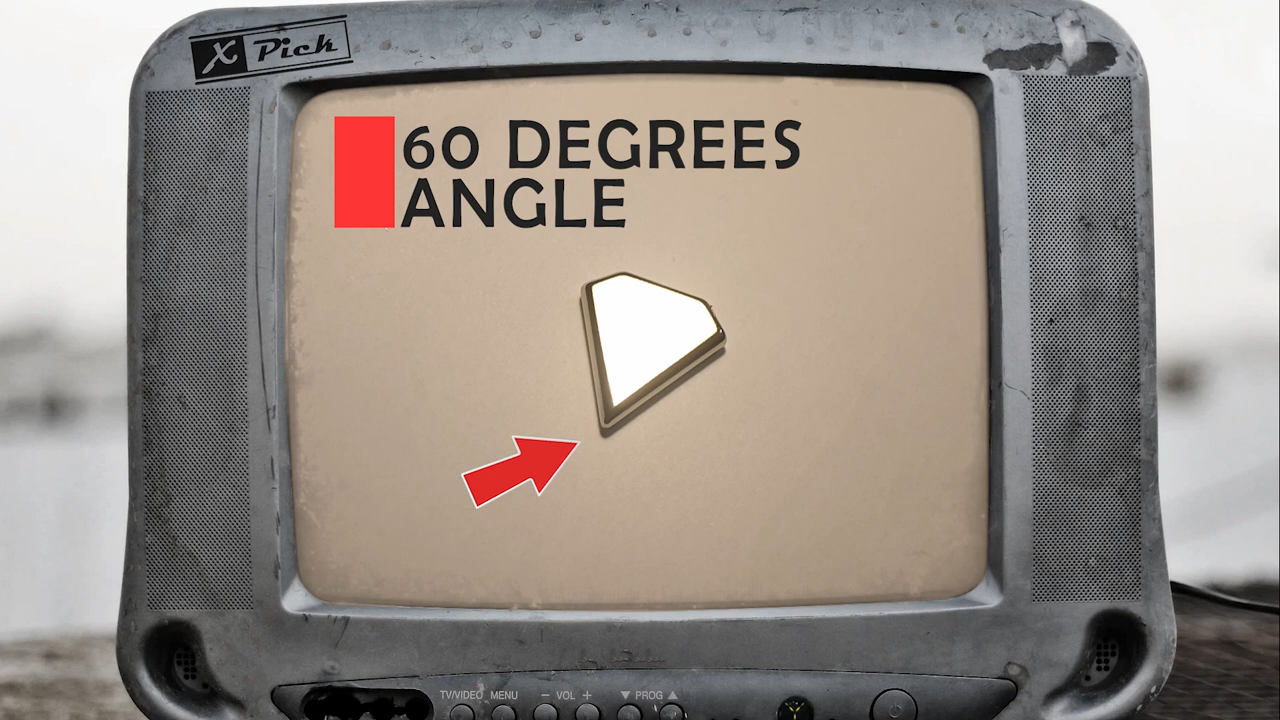 X Pick
60 DEGREES
ANGLE
TV/VIDEO MENU − VOL + ▼ PROG ▲